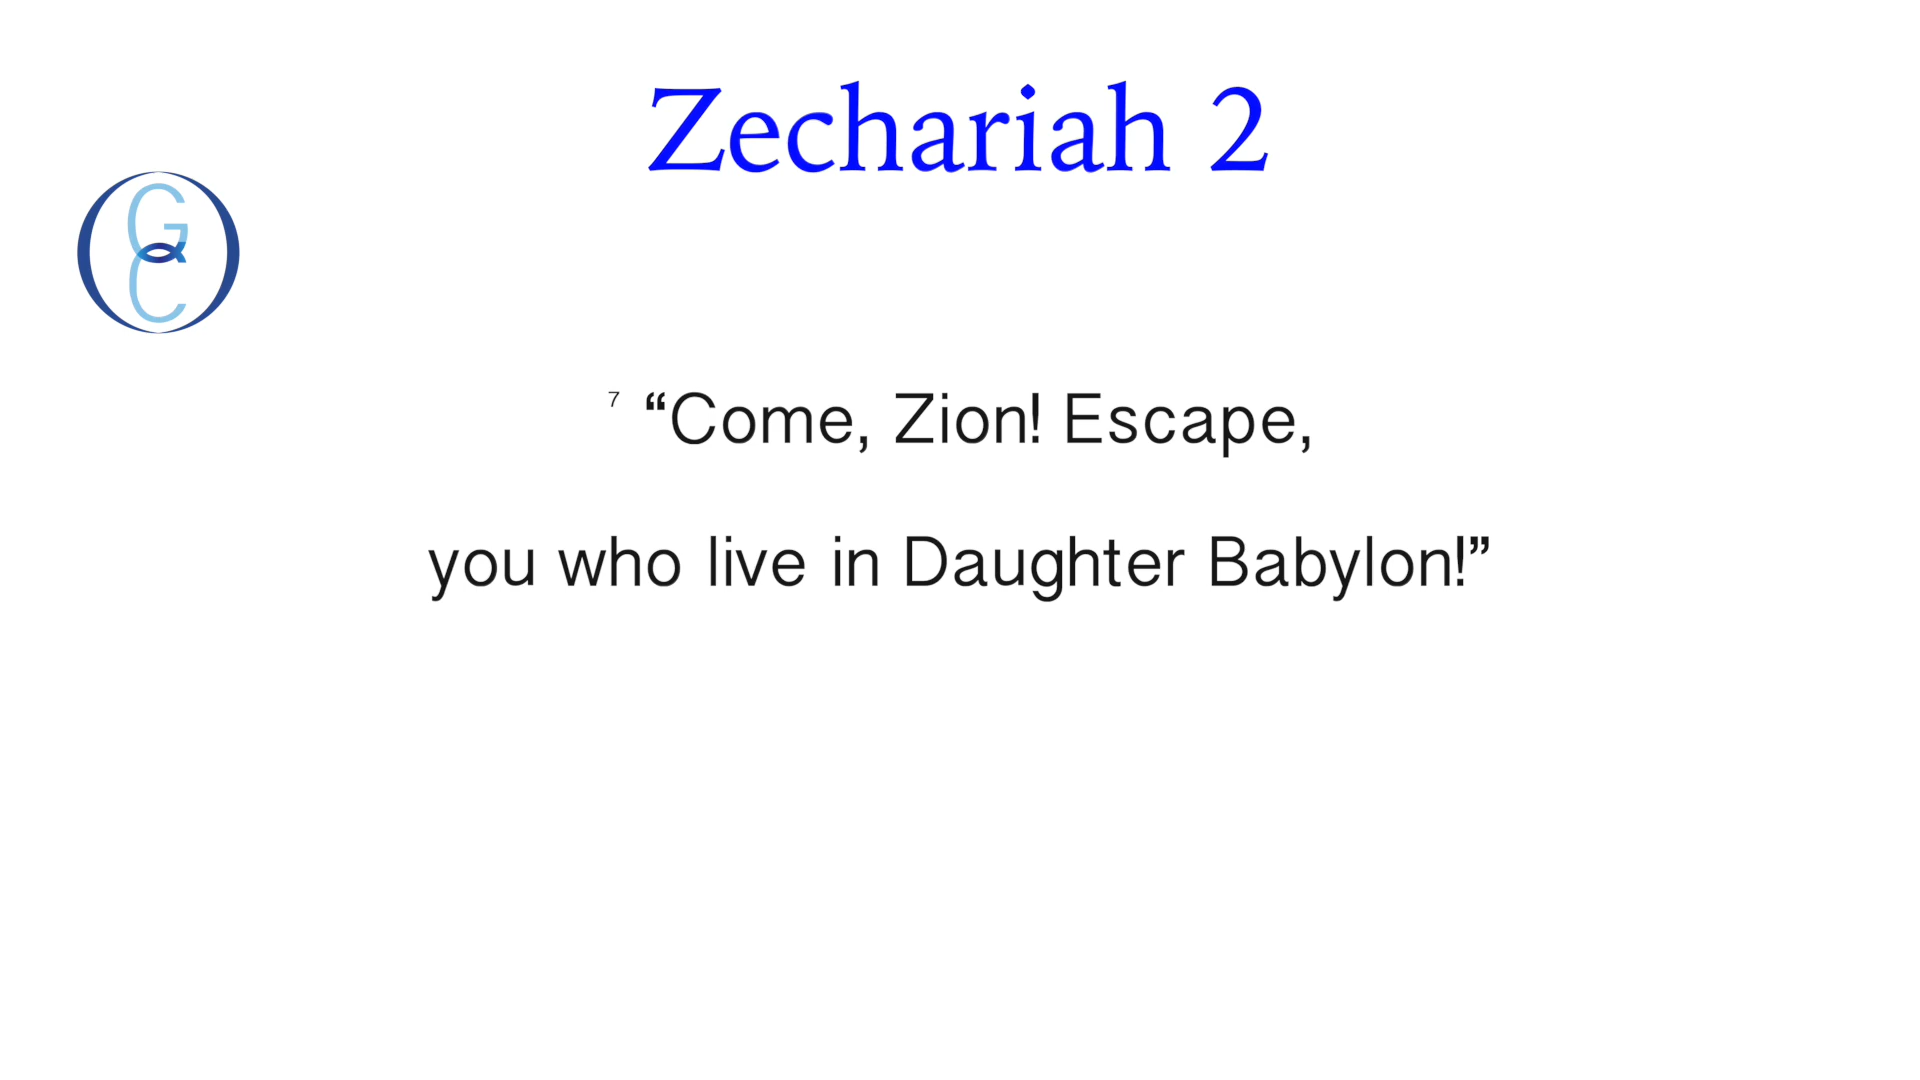 Zechariah 2
G
C
7 “Come, Zion! Escape,
you who live in Daughter Babylon!”